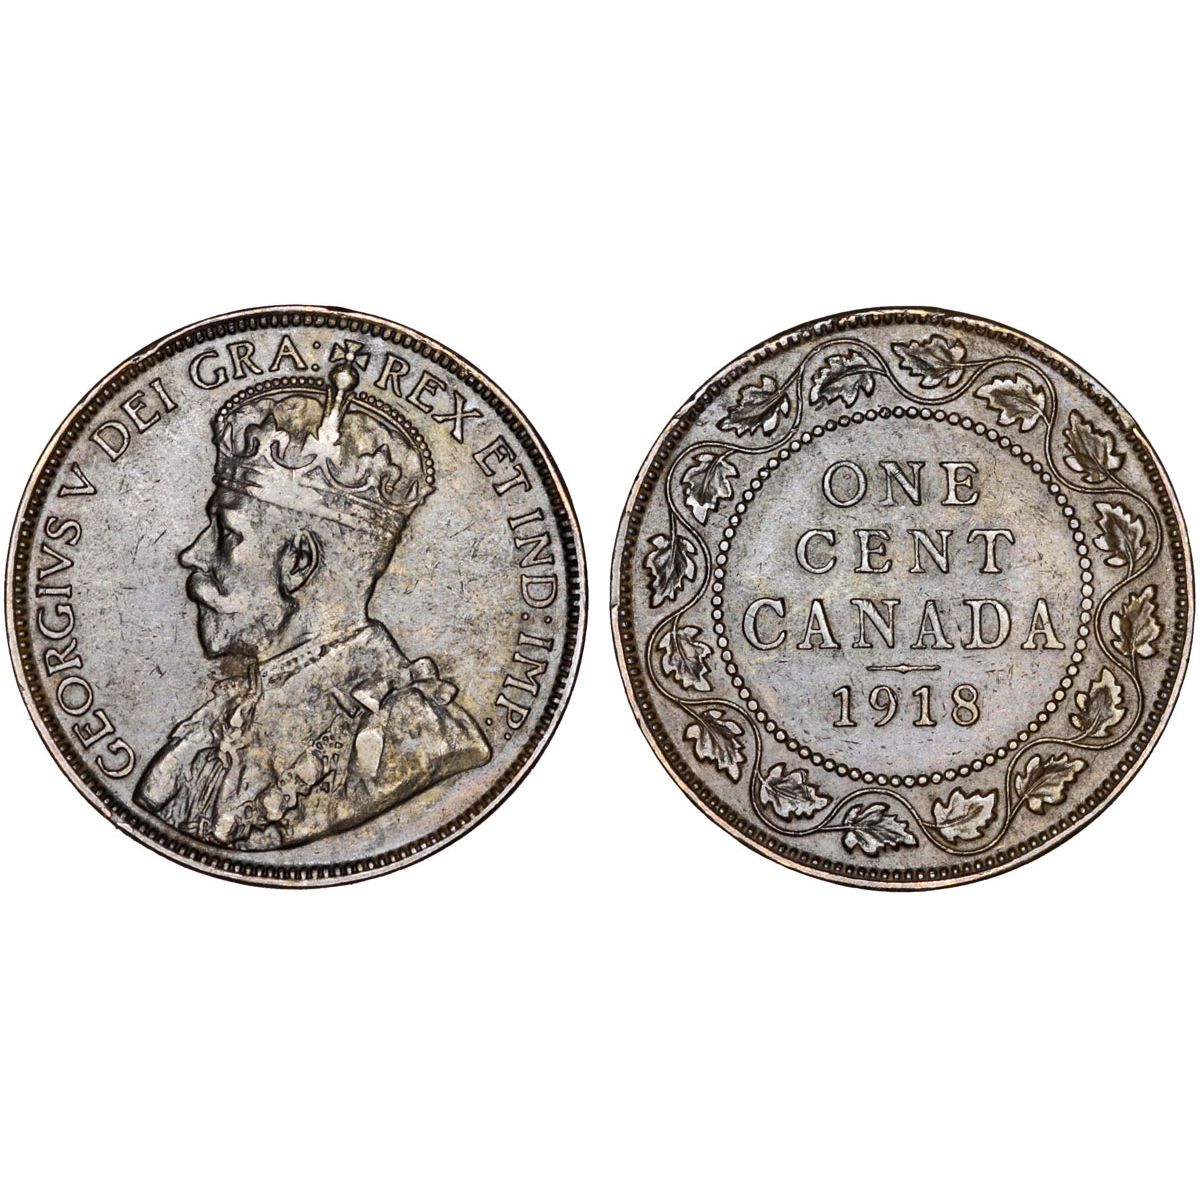 GEORGIVS V DEI GRA: REX ET IND: IMP:
ONE
CENT
CANADA
1918